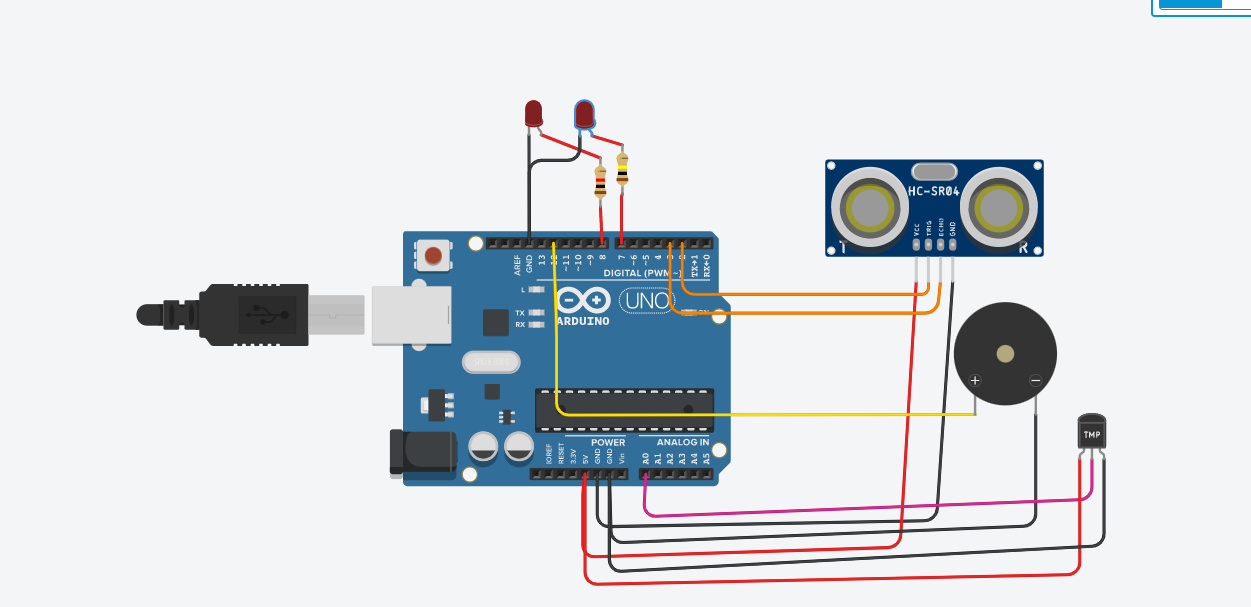 HC-SR04
VCC
TRIG
ECHO
GND
T
R
AREF
GND
13
12
~11
~10
~9
8
7
~6
~5
4
TX→1
RX←0
DIGITAL (PWM~)
L
TX
RX
UNO
ON
ARDUINO
+
−
TMP
POWER
ANALOG IN
IOREF
RESET
3.3V
5V
GND
GND
Vin
A0
A1
A2
A3
A4
A5